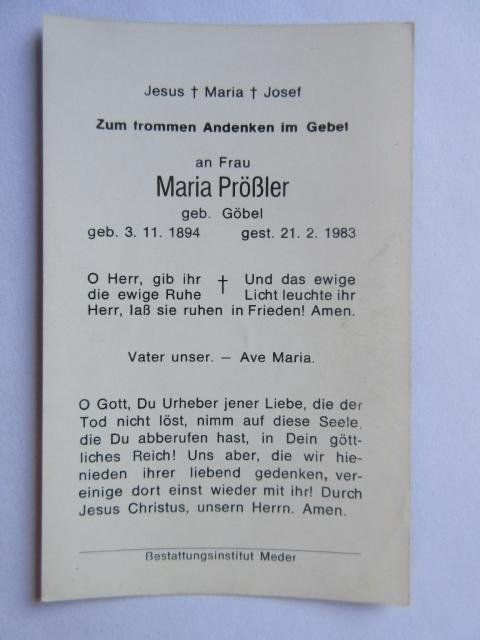 Jesus † Maria † Josef
Zum frommen Andenken im Gebet
an Frau
Maria Prößler
geb. Göbel
geb. 3. 11. 1894 gest. 21. 2. 1983
O Herr, gib ihr † Und das ewige
die ewige Ruhe Licht leuchte ihr
Herr, laß sie ruhen in Frieden! Amen.
Vater unser. – Ave Maria.
O Gott, Du Urheber jener Liebe, die der
Tod nicht löst, nimm auf diese Seele,
die Du abberufen hast, in Dein gött-
liches Reich! Uns aber, die wir hie-
nieden ihrer liebend gedenken, ver-
einige dort einst wieder mit ihr! Durch
Jesus Christus, unsern Herrn. Amen.
Bestattungsinstitut Meder